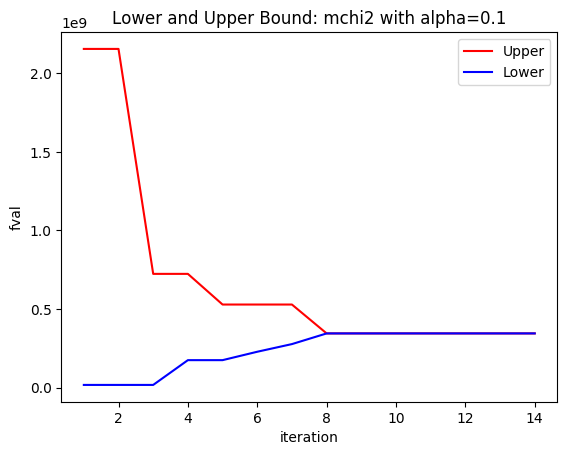 Lower and Upper Bound: mchi2 with alpha=0.1
1e9
Upper
Lower
2.0
1.5
1.0
0.5
0.0
fval
2 4 6 8 10 12 14
iteration